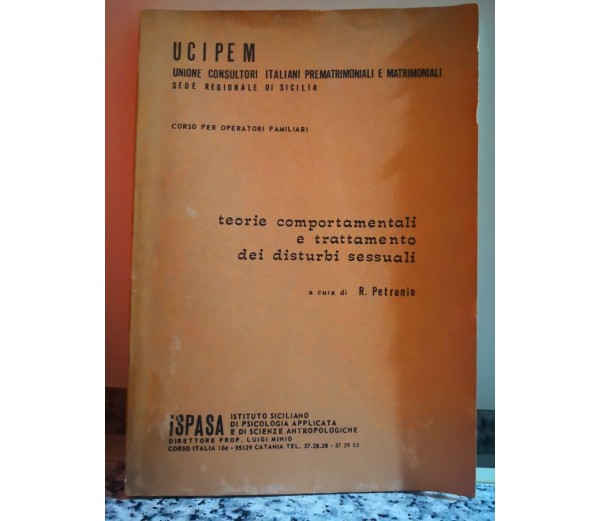 UCIPEM
UNIONE CONSULTORI ITALIANI PREMATRIMONIALI E MATRIMONIALI
SEDE REGIONALE DI SICILIA
CORSO PER OPERATORI FAMILIARI
teorie comportamentali
e trattamento
dei disturbi sessuali
a cura di R. Petronio
iSPASA ISTITUTO SICILIANO
DI PSICOLOGIA APPLICATA
E DI SCIENZE ANTROPOLOGICHE
DIRETTORE PROF. LUIGI MINIO
CORSO ITALIA 104 - 95129 CATANIA TEL. 37.28.28 - 37 29 53